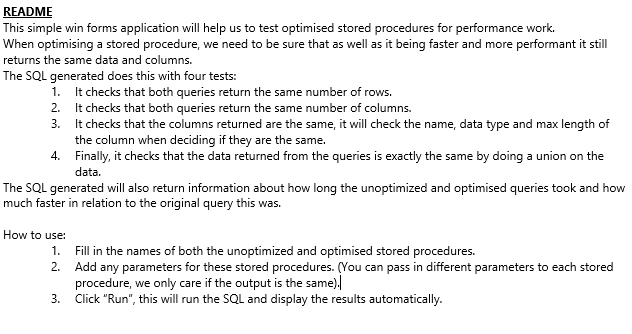 README
This simple win forms application will help us to test optimised stored procedures for performance work.
When optimising a stored procedure, we need to be sure that as well as it being faster and more performant it still
returns the same data and columns.
The SQL generated does this with four tests:
1. It checks that both queries return the same number of rows.
2. It checks that both queries return the same number of columns.
3. It checks that the columns returned are the same, it will check the name, data type and max length of
the column when deciding if they are the same.
4. Finally, it checks that the data returned from the queries is exactly the same by doing a union on the
data.
The SQL generated will also return information about how long the unoptimized and optimised queries took and how
much faster in relation to the original query this was.
How to use:
1. Fill in the names of both the unoptimized and optimised stored procedures.
2. Add any parameters for these stored procedures. (You can pass in different parameters to each stored
procedure, we only care if the output is the same).
3. Click “Run”, this will run the SQL and display the results automatically.